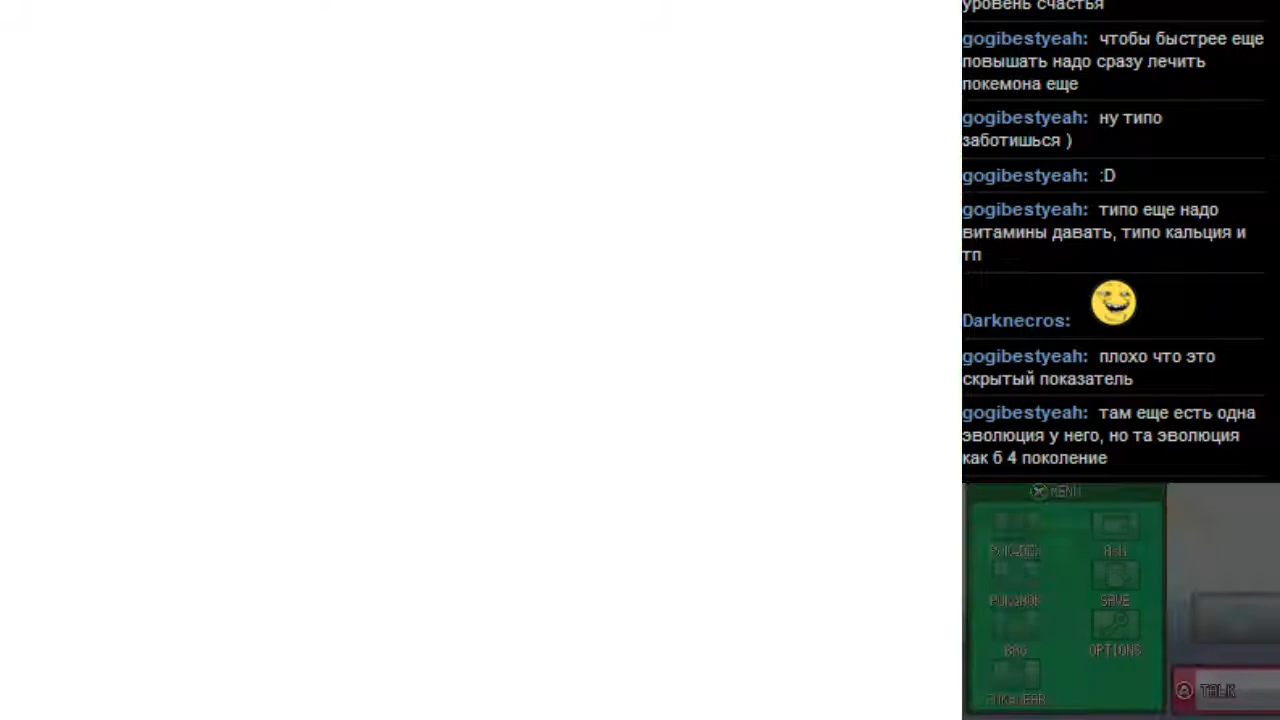 уровень счастья
gogibestyeah: чтобы быстрее еще
повышать надо сразу лечить
покемона еще
gogibestyeah: ну типо
заботишься )
gogibestyeah: :D
gogibestyeah: типо еще надо
витамины давать, типо кальция и
тп
Darknecros:
gogibestyeah: плохо что это
скрытый показатель
gogibestyeah: там еще есть одна
эволюция у него, но та эволюция
как б 4 поколение
X MENU
SAVE
BAG
OPTIONS
A TALK